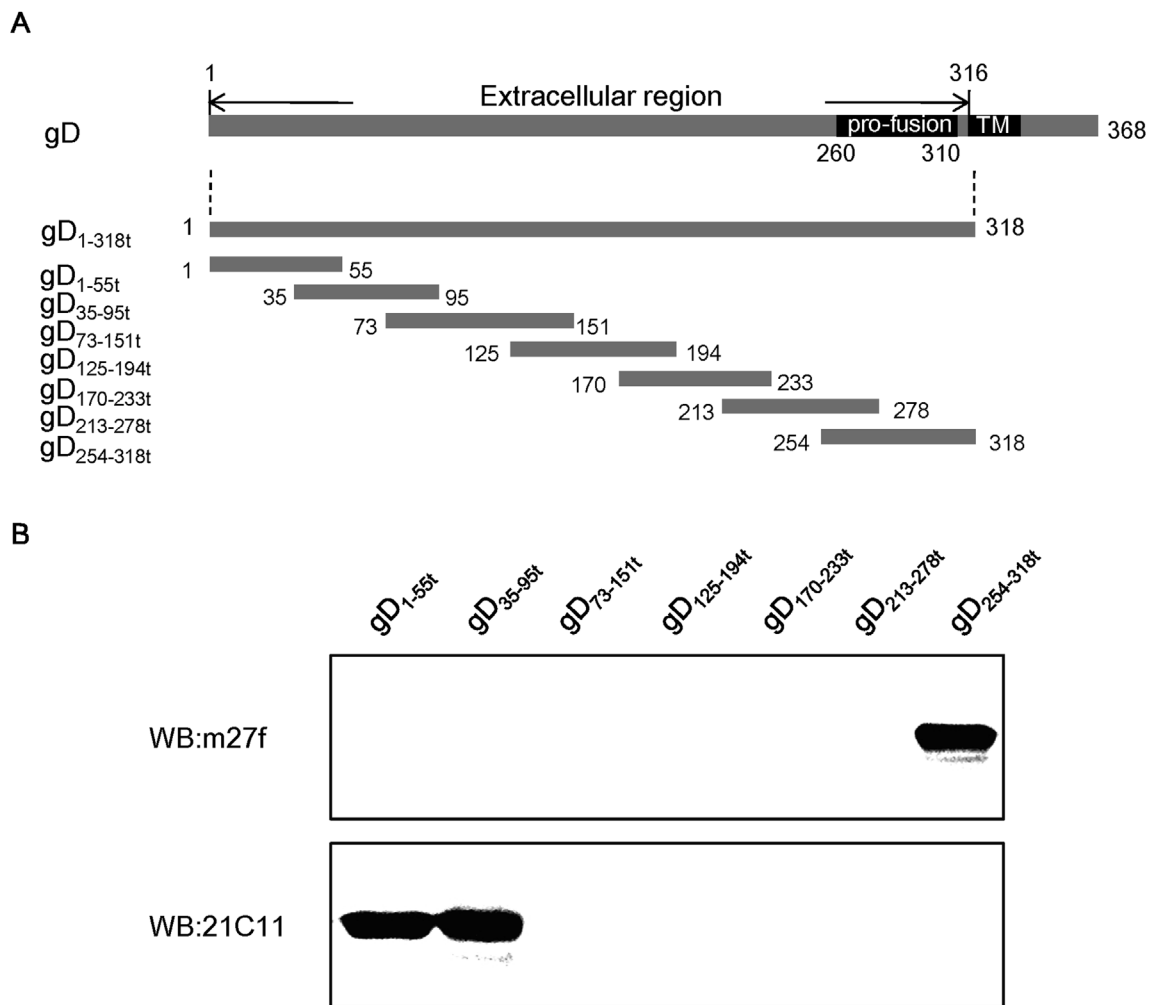 A
1 316
Extracellular region
gD pro-fusion TM 368
260 310
gD1-318t 1 318
gD1-55t 1 55
gD35-95t 35 95
gD73-151t 73 151
gD125-194t 125 194
gD170-233t 170 233
gD213-278t 213 278
gD254-318t 254 318
B
gD1-55t gD35-95t gD73-151t gD125-194t gD170-233t gD213-278t gD254-318t
WB:m27f
WB:21C11